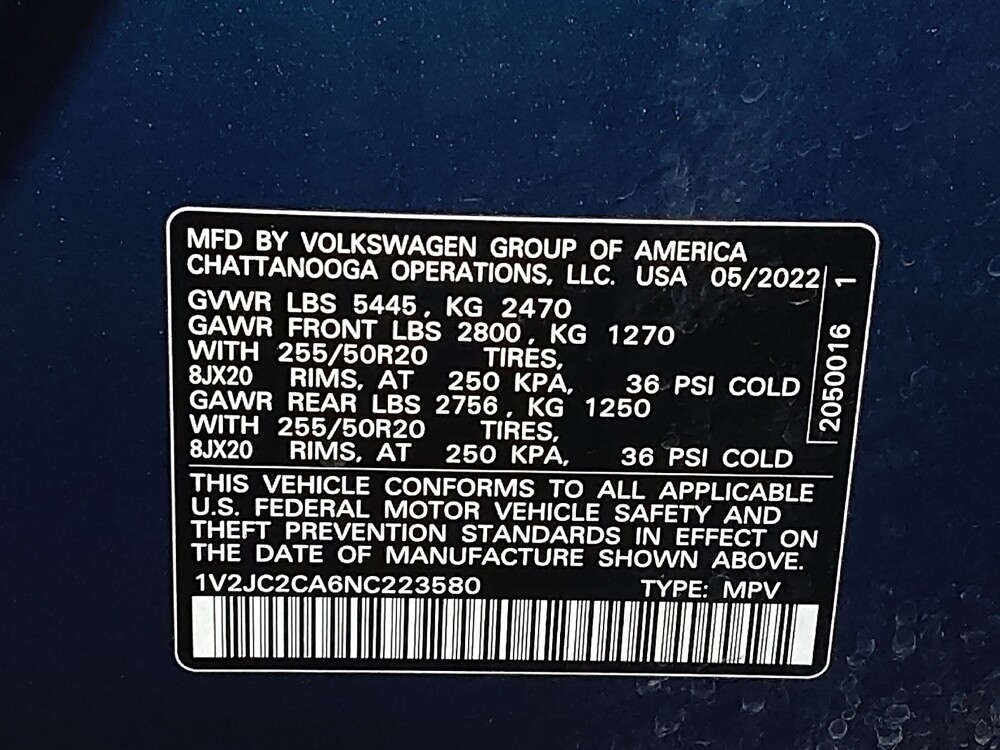 MFD BY VOLKSWAGEN GROUP OF AMERICA
CHATTANOOGA OPERATIONS, LLC. USA 05/2022
GVWR LBS 5445, KG 2470
GAWR FRONT LBS 2800, KG 1270
WITH 255/50R20 TIRES,
8JX20 RIMS, AT 250 KPA, 36 PSI COLD
GAWR REAR LBS 2756, KG 1250
WITH 255/50R20 TIRES,
8JX20 RIMS, AT 250 KPA, 36 PSI COLD
2050016 1
THIS VEHICLE CONFORMS TO ALL APPLICABLE
U.S. FEDERAL MOTOR VEHICLE SAFETY AND
THEFT PREVENTION STANDARDS IN EFFECT ON
THE DATE OF MANUFACTURE SHOWN ABOVE.
1V2JC2CA6NC223580 TYPE: MPV